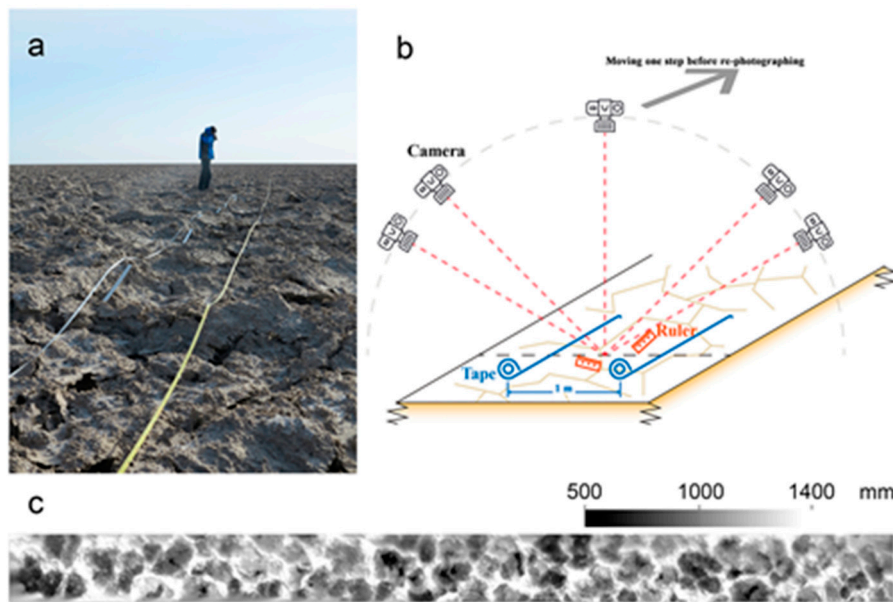 a
b
Moving one step before re-photographing
Camera
Ruler
Tape
1 m
c
500 1000 1400 mm